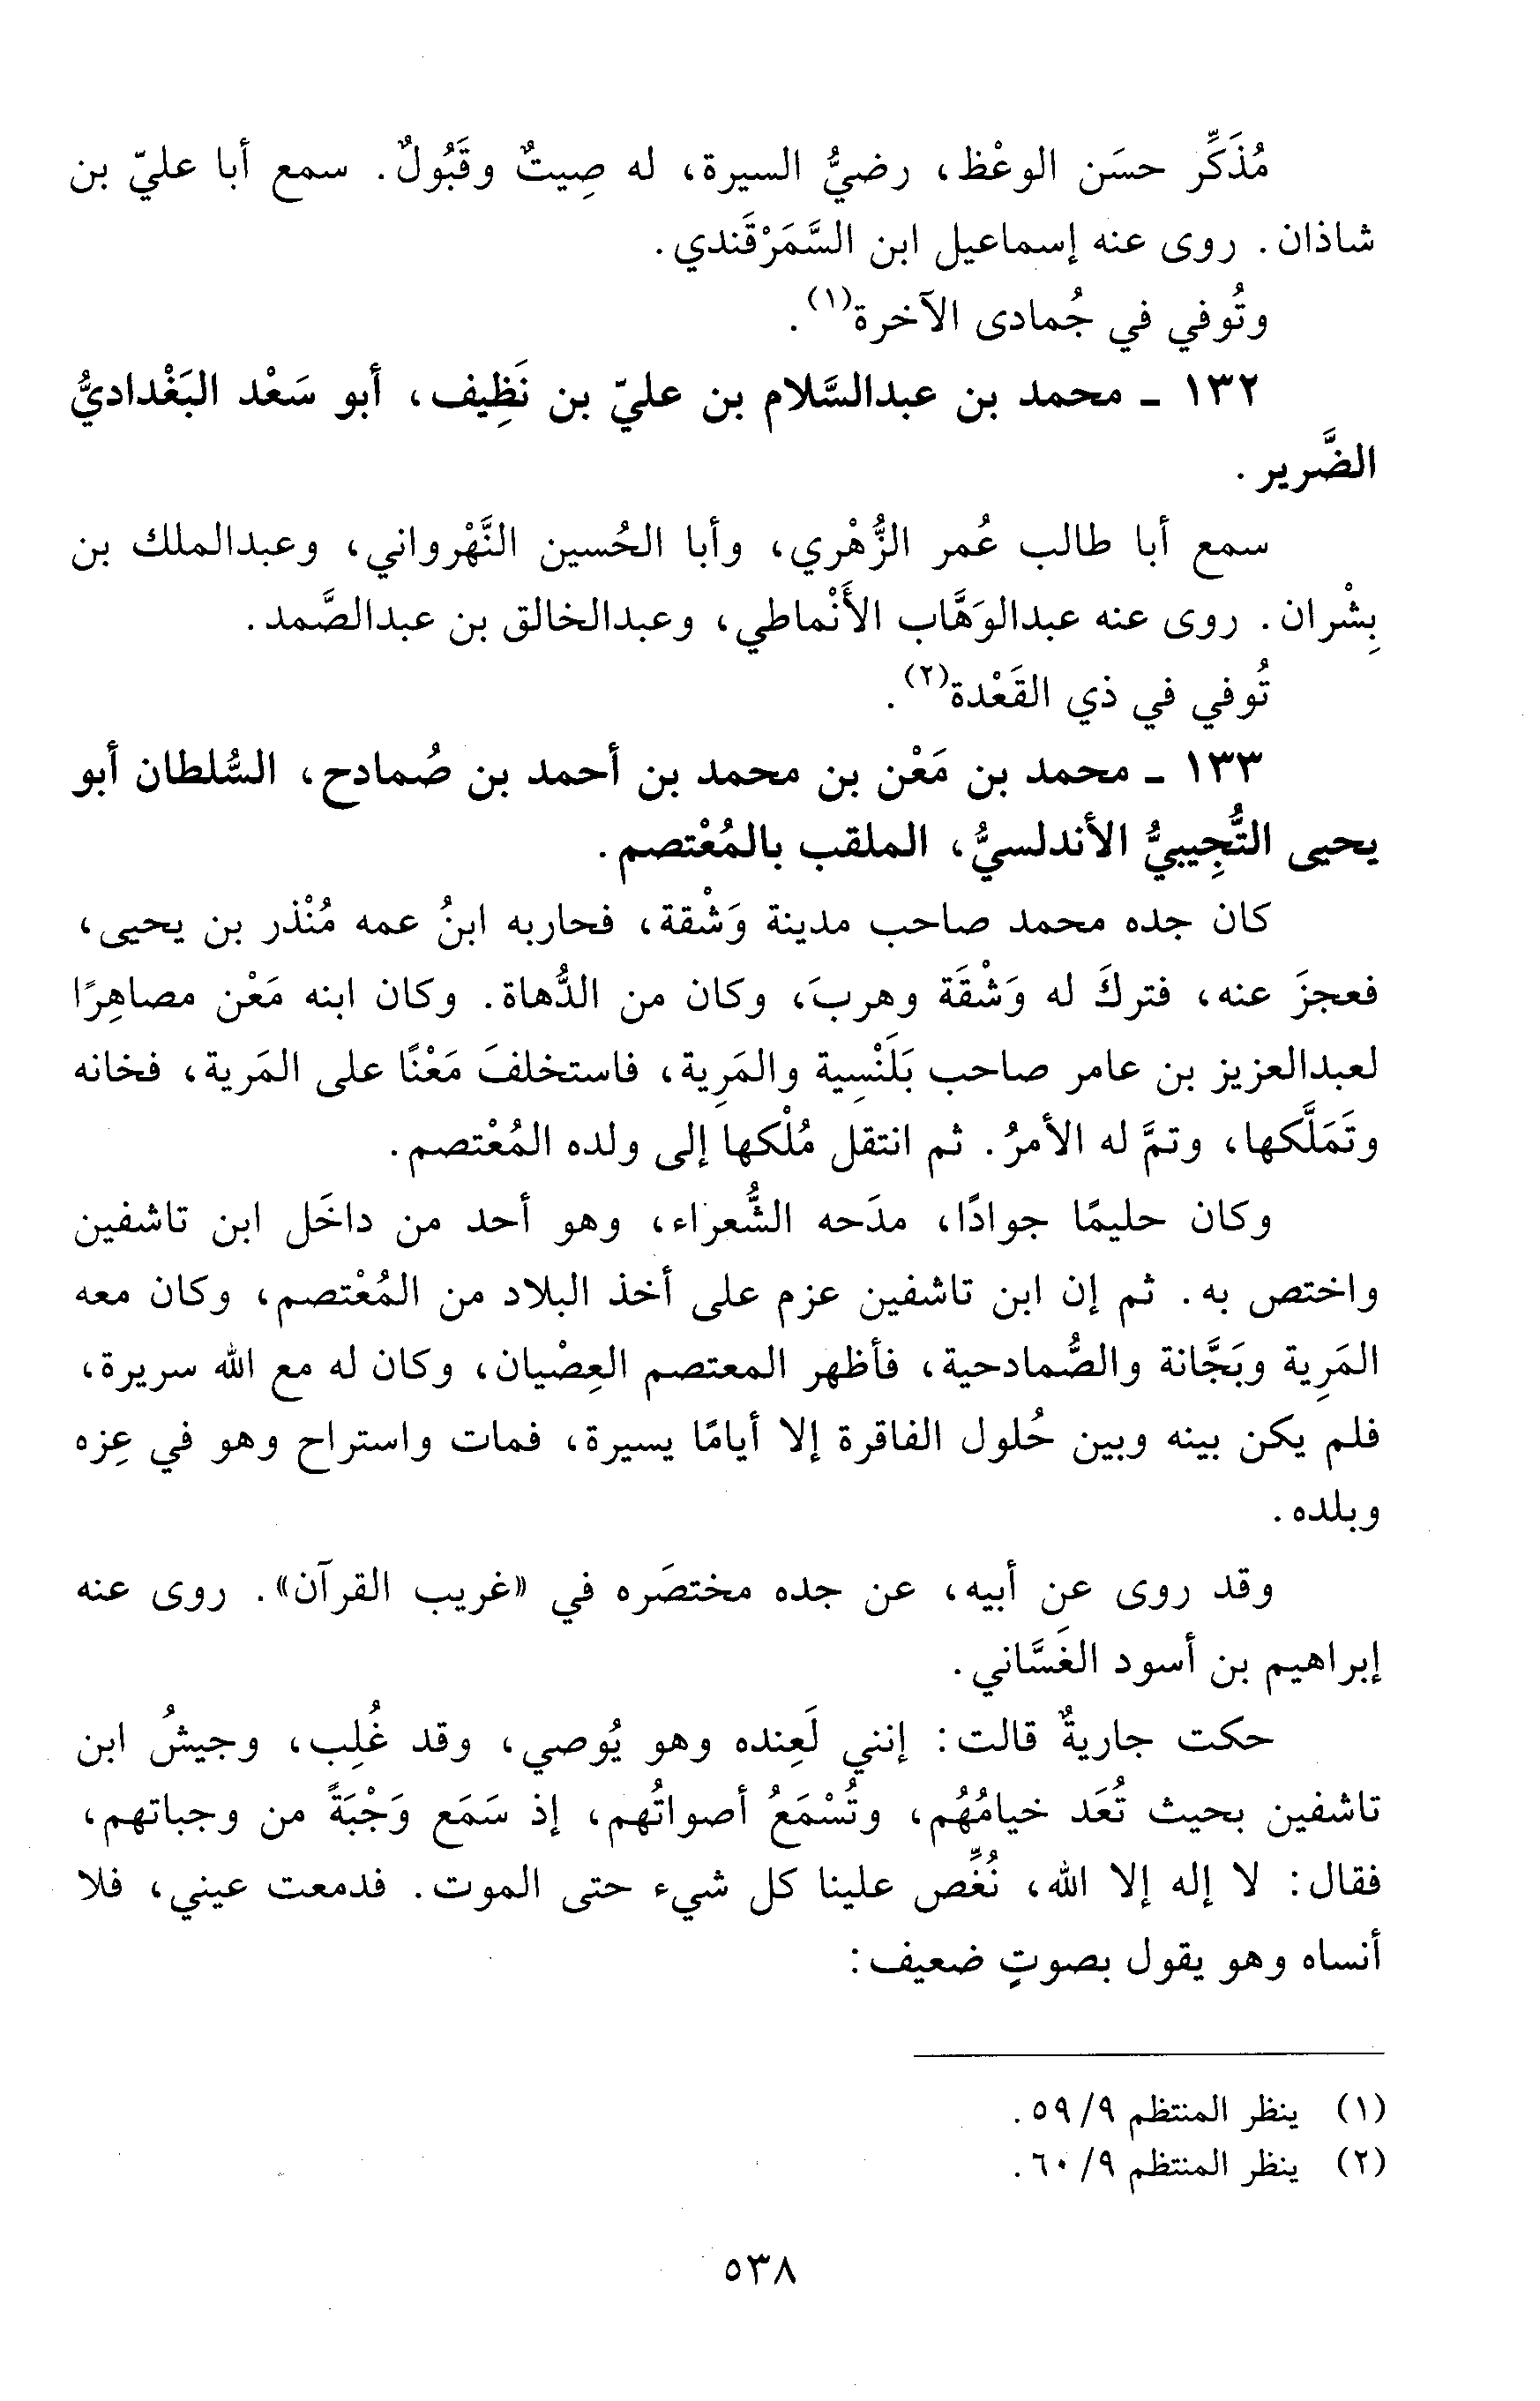 مُذَكِّر حسَن الوعْظ، رضيُّ السيرة، له صِيتٌ وقَبُولٌ. سمع أبا عليّ بن
شاذان. روى عنه إسماعيل ابن السَّمَرْقَندي.
وتُوفي في جُمادى الآخرة(١).
١٣٢ ـ محمد بن عبدالسَّلام بن عليّ بن نَظِيف، أبو سَعْد البَغْداديُّ
الضَّرير.
سمع أبا طالب عُمر الزُّهْري، وأبا الحُسين النَّهْرواني، وعبدالملك بن
بِشْران. روى عنه عبدالوَهَّاب الأَنْماطي، وعبدالخالق بن عبدالصَّمد.
تُوفي في ذي القَعْدة(٢).
١٣٣ ـ محمد بن مَعْن بن محمد بن أحمد بن صُمادح، السُّلطان أبو
يحيى التُّجِيبيُّ الأندلسيُّ، الملقب بالمُعْتصم.
كان جده محمد صاحب مدينة وَشْقة، فحاربه ابنُ عمه مُنْذر بن يحيى،
فعجزَ عنه، فتركَ له وَشْقَة وهربَ، وكان من الدُّهاة. وكان ابنه مَعْن مصاهِرًا
لعبدالعزيز بن عامر صاحب بَلَنْسِية والمَرِية، فاستخلفَ مَعْنًا على المَرية، فخانه
وتَمَلَّكها، وتمَّ له الأمرُ. ثم انتقل مُلْكها إلى ولده المُعْتصم.
وكان حليمًا جوادًا، مدَحه الشُّعراء، وهو أحد من داخَل ابن تاشفين
واختص به. ثم إن ابن تاشفين عزم على أخذ البلاد من المُعْتصم، وكان معه
المَرِية وبَجَّانة والصُّمادحية، فأظهر المعتصم العِصْيان، وكان له مع الله سريرة،
فلم يكن بينه وبين حُلول الفاقرة إلا أيامًا يسيرة، فمات واستراح وهو في عِزه
وبلده.
وقد روى عن أبيه، عن جده مختصَره في «غريب القرآن». روى عنه
إبراهيم بن أسود الغَسَّاني.
حكت جاريةٌ قالت: إنني لَعِنده وهو يُوصي، وقد غُلِب، وجيشُ ابن
تاشفين بحيث تُعَد خيامُهُم، وتُسْمَعُ أصواتُهم، إذ سَمَع وَجْبَةً من وجباتهم،
فقال: لا إله إلا الله، نُغِّص علينا كل شيء حتى الموت. فدمعت عيني، فلا
أنساه وهو يقول بصوتٍ ضعيف:
(١) ينظر المنتظم ٩/ ٥٩.
(٢) ينظر المنتظم ٩/ ٦٠.
٥٣٨